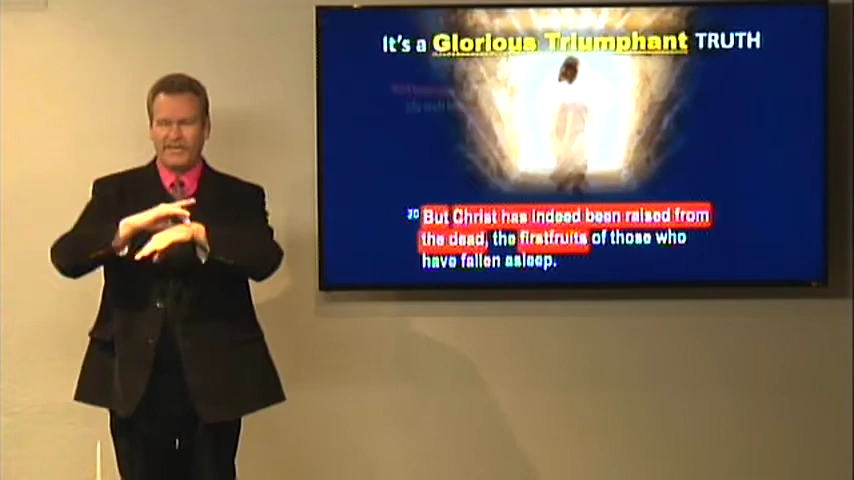 It's a Glorious Triumphant TRUTH
20 But Christ has indeed been raised from
the dead, the firstfruits of those who
have fallen asleep.